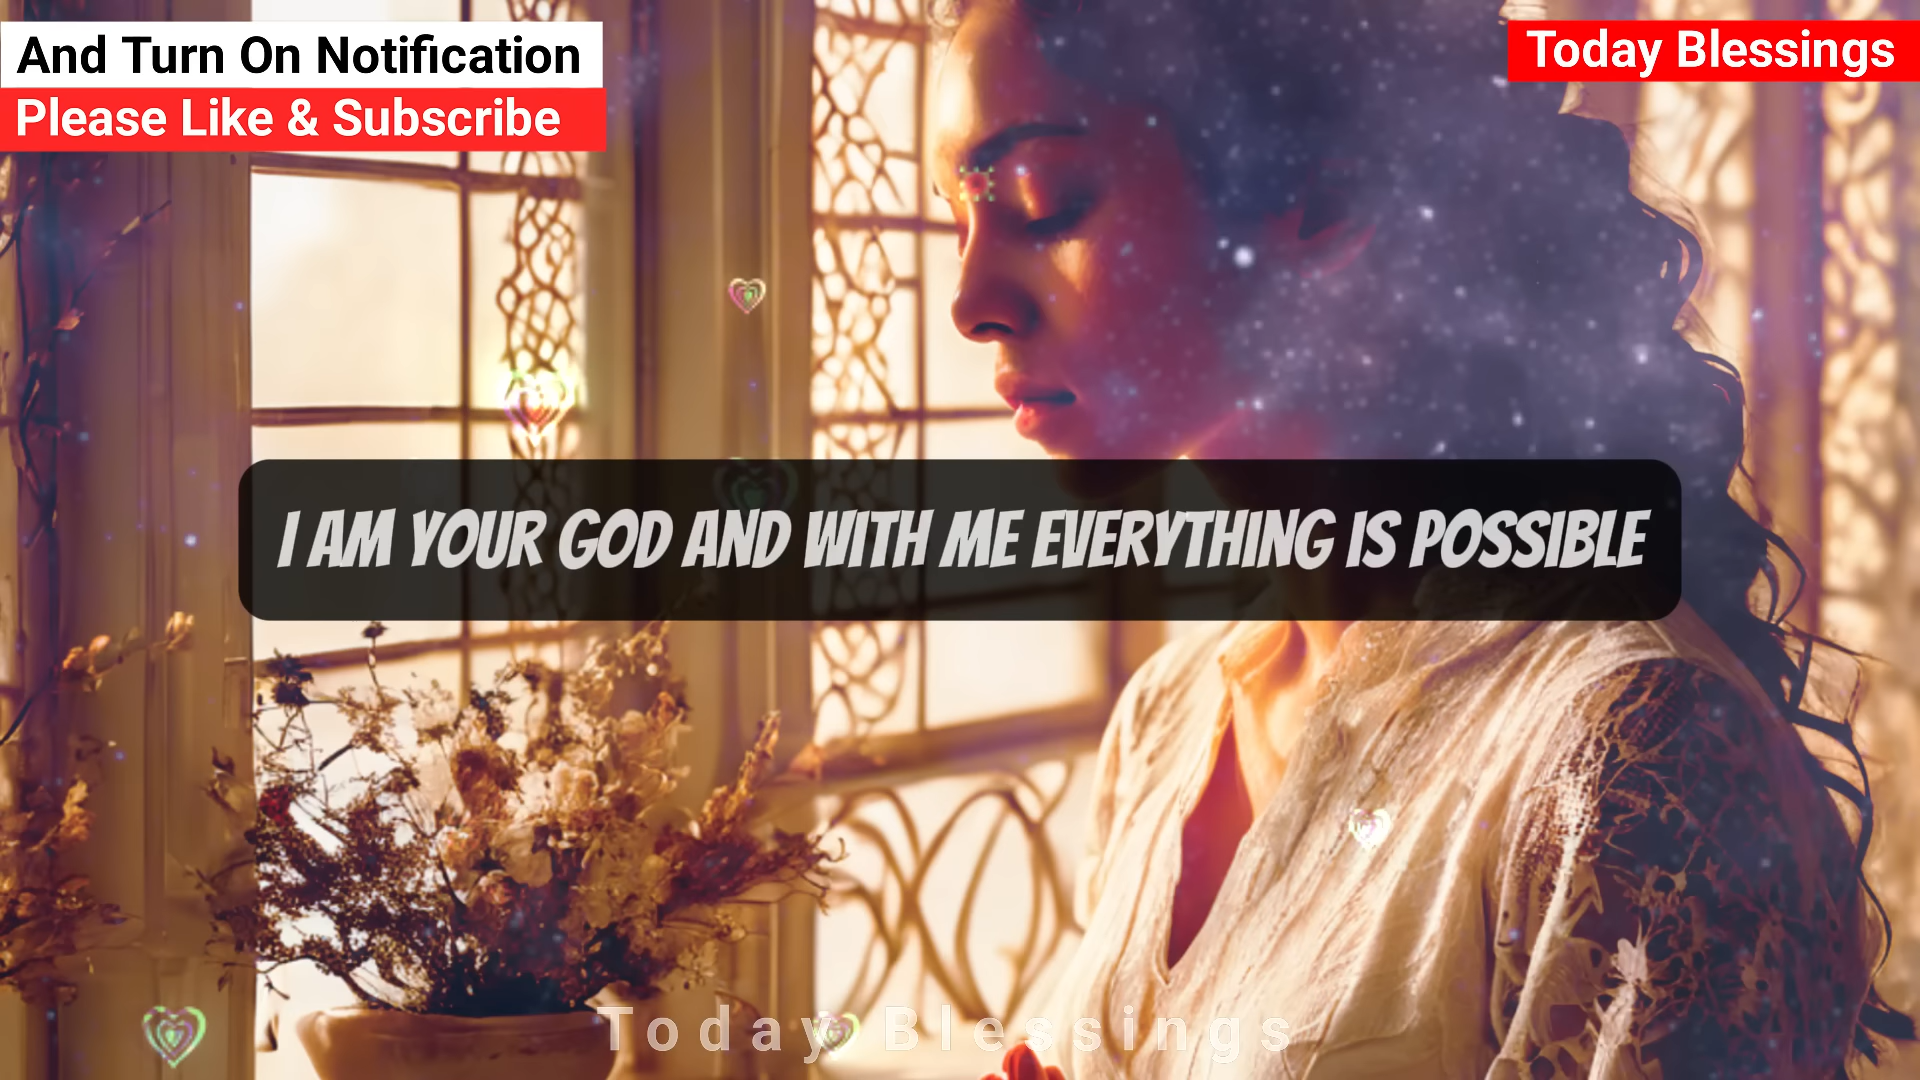 And Turn On Notification
Please Like & Subscribe
Today Blessings
I AM YOUR GOD AND WITH ME EVERYTHING IS POSSIBLE
Today Blessings